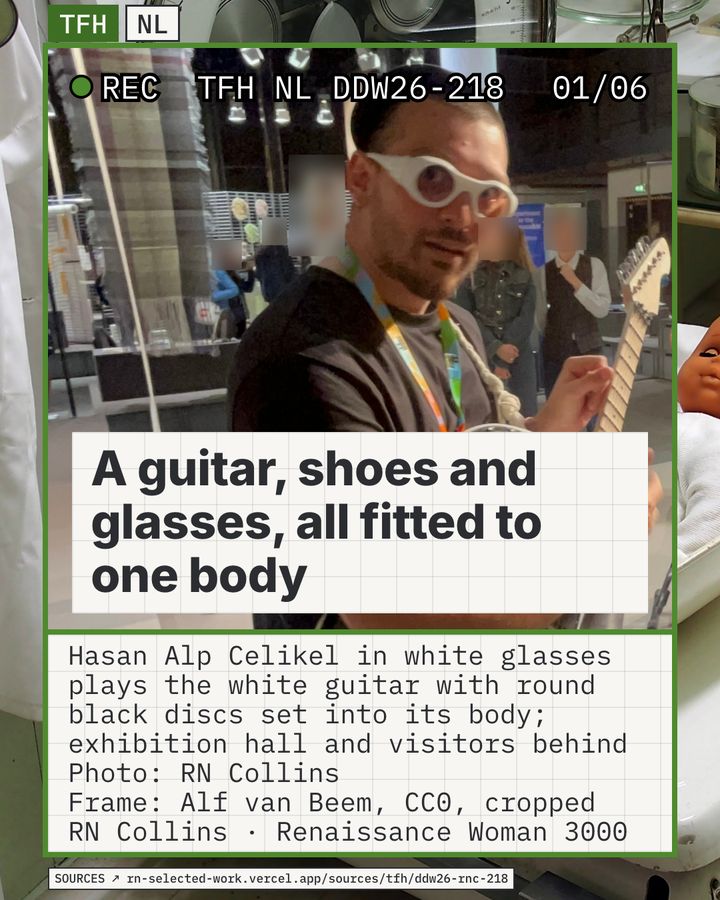 TFH NL
REC TFH NL DDW26-218 01/06
A guitar, shoes and
glasses, all fitted to
one body
Hasan Alp Celikel in white glasses
plays the white guitar with round
black discs set into its body;
exhibition hall and visitors behind
Photo: RN Collins
Frame: Alf van Beem, CC0, cropped
RN Collins · Renaissance Woman 3000
SOURCES ↗ rn-selected-work.vercel.app/sources/tfh/ddw26-rnc-218